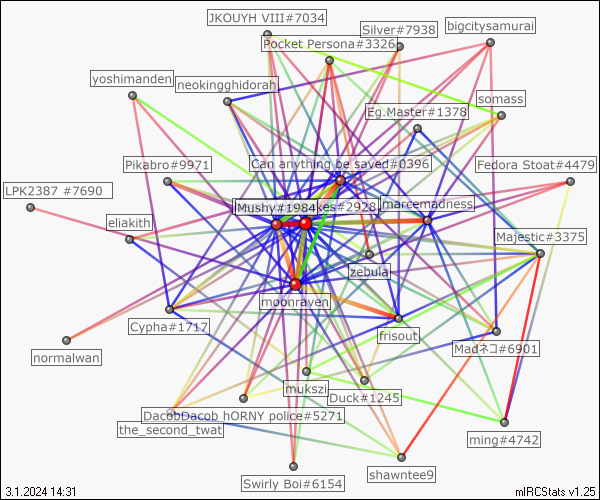 JKOUYH VIII#7034
Silver#7938
bigcitysamurai
Pocket Persona#3326
yoshimanden
neokingghidorah
somass
Eg.Master#1378
Pikabro#9971
Can anything be saved#0396
Fedora Stoat#4479
LPK2387 #7690
Mushy#1984
kes#2928
marcemadness
eliakith
Majestic#3375
zebula
moonraven
Cypha#1717
frisout
Madネコ#6901
normalwan
mukszi
Duck#1245
DacobDacob hORNY police#5271
the_second_twat
ming#4742
shawntee9
Swirly Boi#6154
3.1.2024 14:31
mIRCStats v1.25